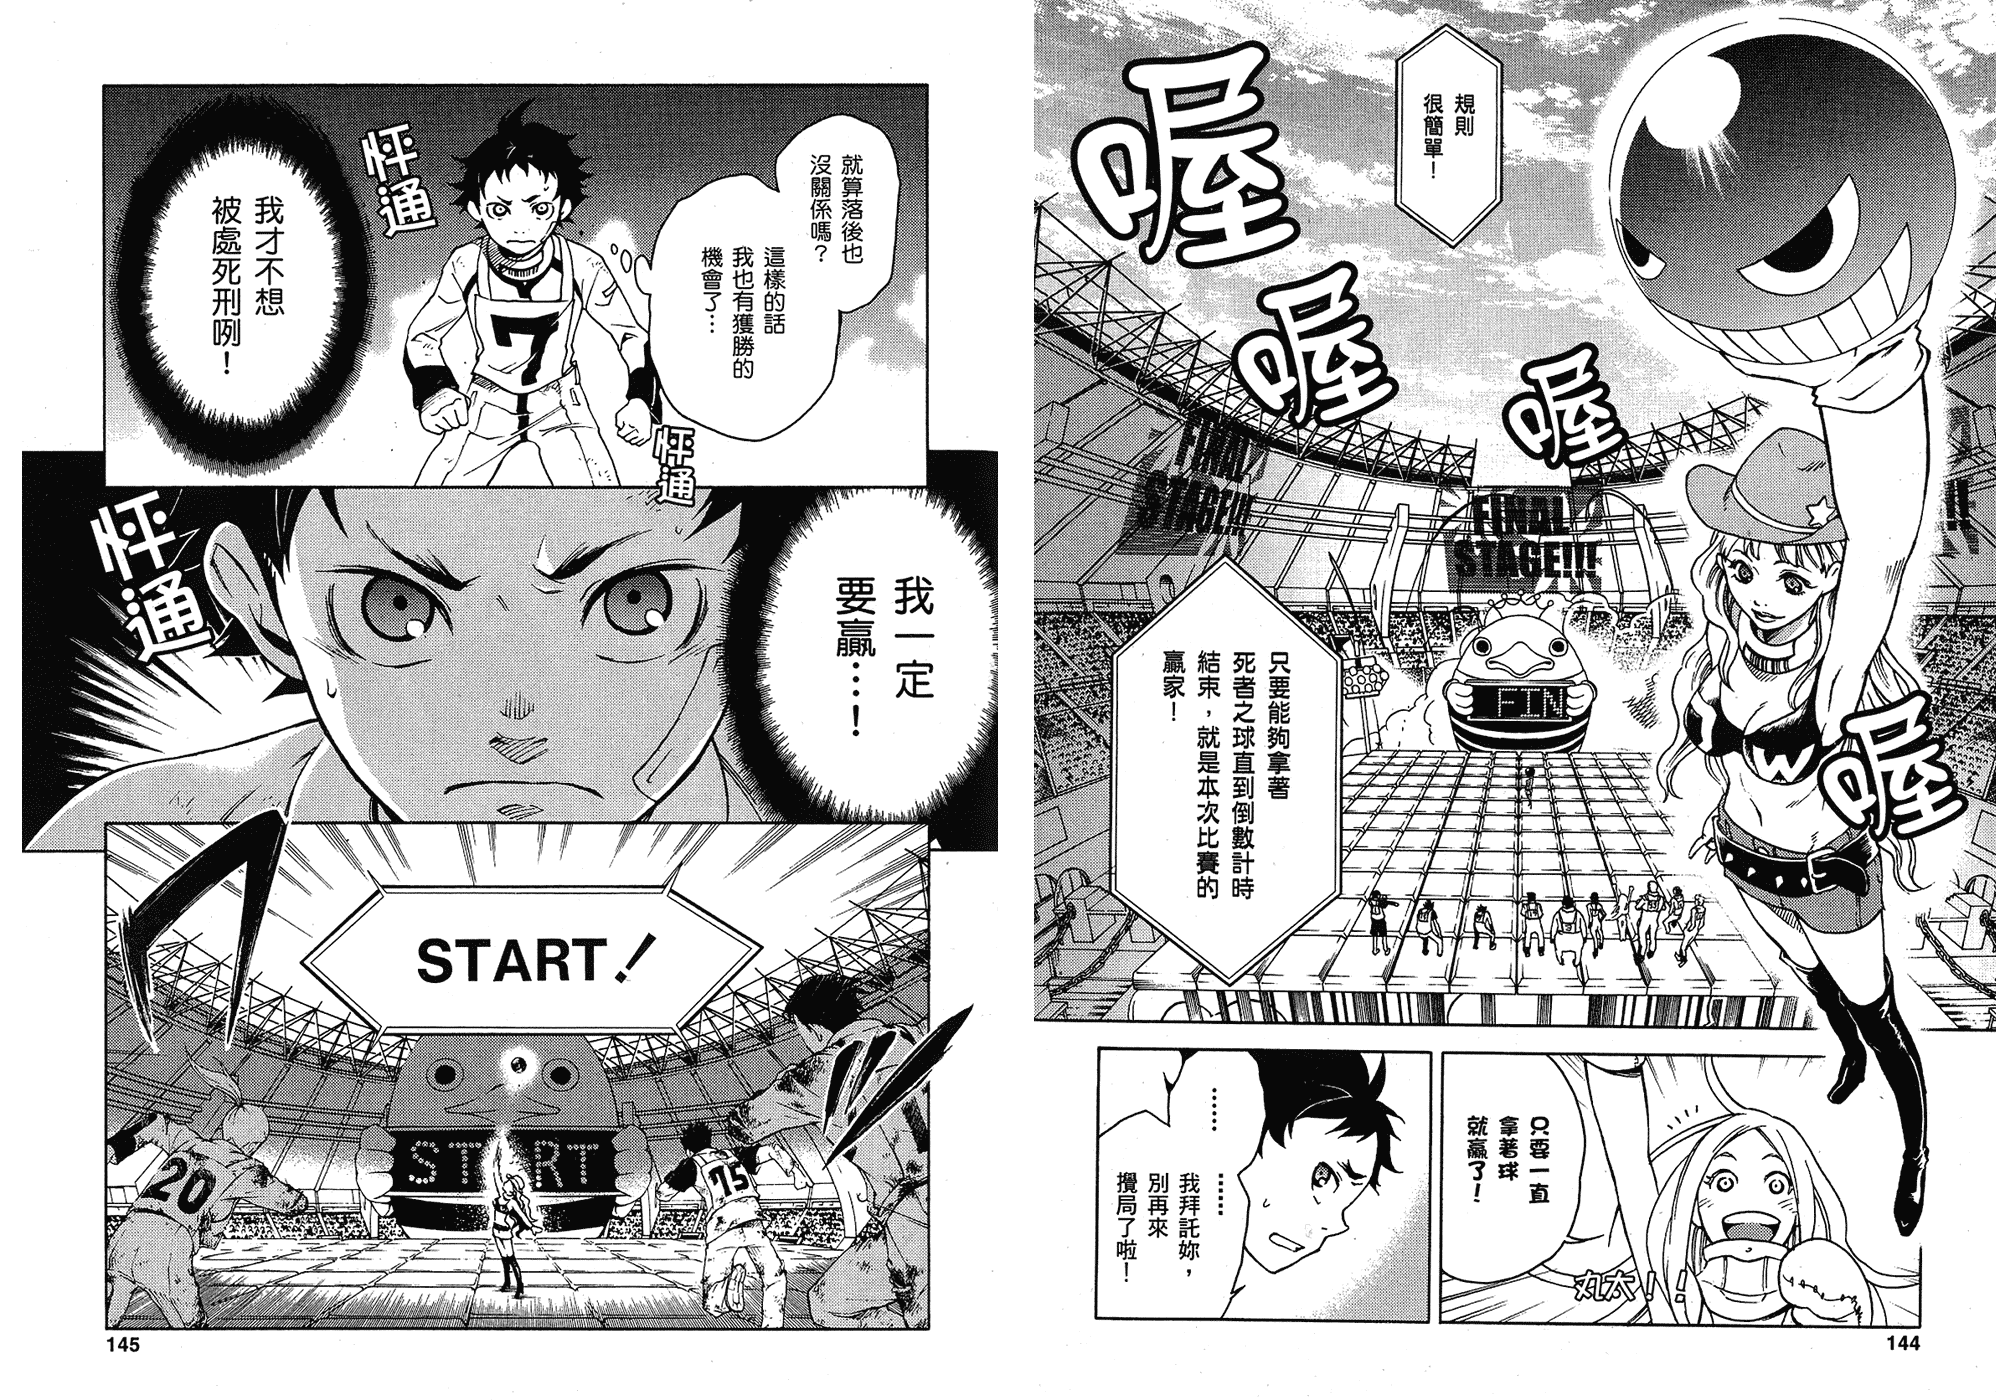 規則
很簡單！
喔
喔
喔
喔
FINAL
STAGE!!!
FINAL
STAGE!!!
!!
FIN
W
只要能夠拿著
死者之球直到倒數計時
結束，就是本次比賽的
贏家！
只要一直
拿著球
就贏了！
丸太！！
……
……
我拜託妳，
別再來
攪局了啦！
144
就算落後也
沒關係嗎？
這樣的話
我也有獲勝的
機會了…
怦通
7
怦通
我才不想
被處死刑咧！
我一定
要贏…！
怦通
START！
START
20
75
145